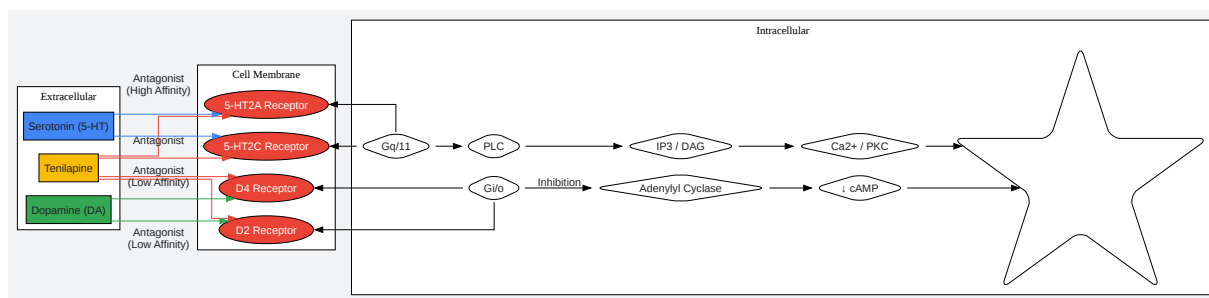 Intracellular
Cell Membrane
Extracellular
Antagonist
(High Affinity)
5-HT2A Receptor
Serotonin (5-HT)
Antagonist
5-HT2C Receptor
Gq/11
PLC
IP3 / DAG
Ca2+ / PKC
Tenilapine
Antagonist
(Low Affinity)
D4 Receptor
Gi/o
Inhibition
Adenylyl Cyclase
↓ cAMP
Dopamine (DA)
D2 Receptor
Antagonist
(Low Affinity)